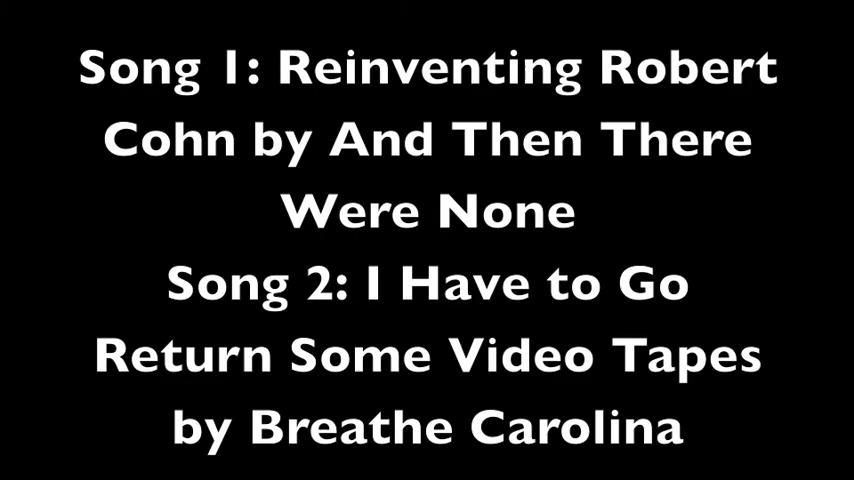 Song 1: Reinventing Robert
Cohn by And Then There
Were None
Song 2: I Have to Go
Return Some Video Tapes
by Breathe Carolina